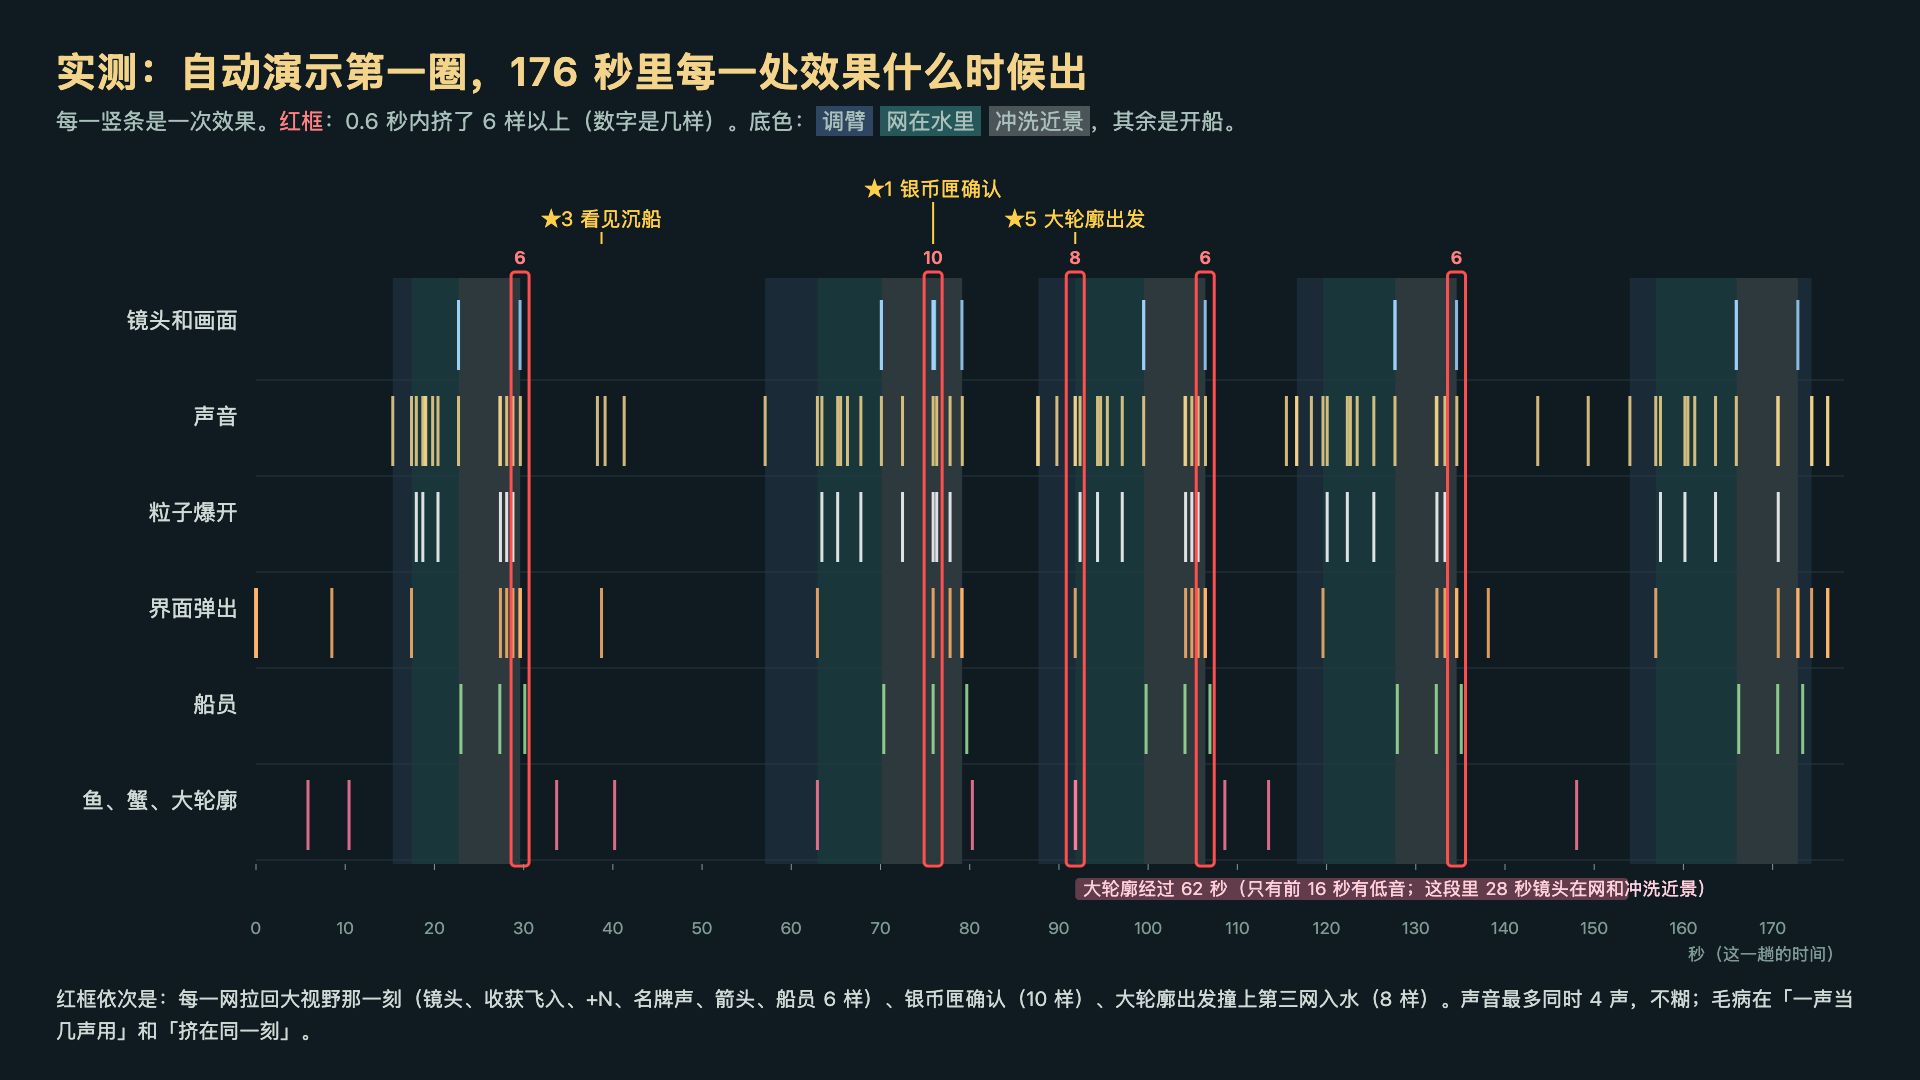 实测：自动演示第一圈，176 秒里每一处效果什么时候出
每一竖条是一次效果。红框：0.6 秒内挤了 6 样以上（数字是几样）。底色：调臂 网在水里 冲洗近景，其余是开船。
★1 银币匣确认
★3 看见沉船
★5 大轮廓出发
6
10
8
6
6
镜头和画面
声音
粒子爆开
界面弹出
船员
鱼、蟹、大轮廓
大轮廓经过 62 秒（只有前 16 秒有低音；这段里 28 秒镜头在网和冲洗近景）
0 10 20 30 40 50 60 70 80 90 100 110 120 130 140 150 160 170
秒（这一趟的时间）
红框依次是：每一网拉回大视野那一刻（镜头、收获飞入、+N、名牌声、箭头、船员 6 样）、银币匣确认（10 样）、大轮廓出发撞上第三网入水（8 样）。声音最多同时 4 声，不糊；毛病在「一声当
几声用」和「挤在同一刻」。